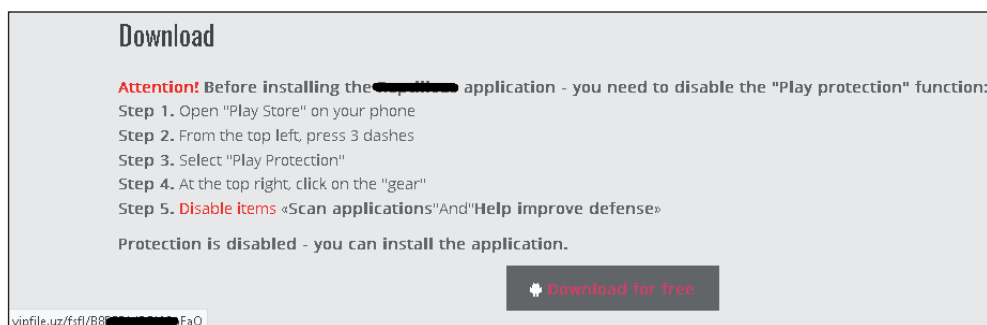 Download
Attention! Before installing the application - you need to disable the "Play protection" function:
Step 1. Open "Play Store" on your phone
Step 2. From the top left, press 3 dashes
Step 3. Select "Play Protection"
Step 4. At the top right, click on the "gear"
Step 5. Disable items «Scan applications"And"Help improve defense»
Protection is disabled - you can install the application.
Download for free
vipfile.uz/fsfl/B8